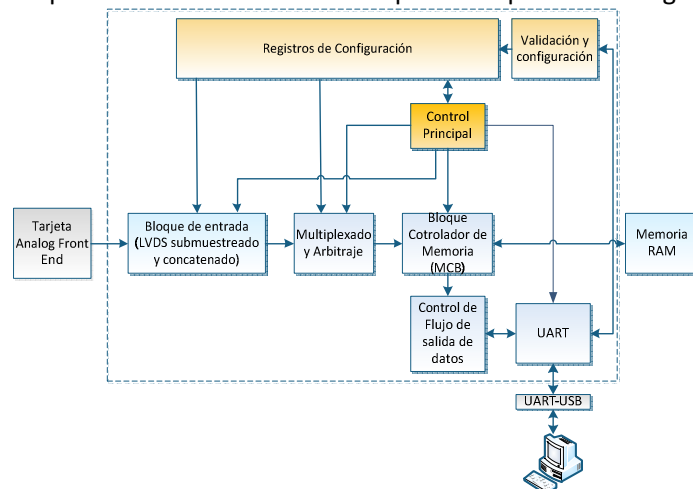 Registros de Configuración
Validación y
configuración
Control
Principal
Tarjeta
Analog Front
End
Bloque de entrada
(LVDS submuestreado
y concatenado)
Multiplexado
y Arbitraje
Bloque
Cotrolador de
Memoria
(MCB)
Memoria
RAM
Control de
Flujo de
salida de
datos
UART
UART-USB